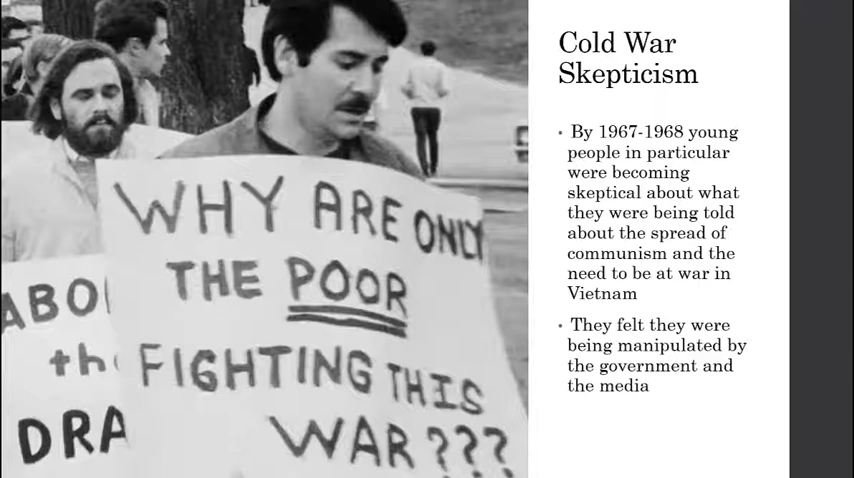 WHY ARE ONLY
THE POOR
FIGHTING THIS
WAR???
DRA
Cold War
Skepticism
• By 1967-1968 young
people in particular
were becoming
skeptical about what
they were being told
about the spread of
communism and the
need to be at war in
Vietnam
• They felt they were
being manipulated by
the government and
the media